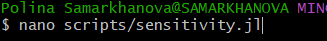 Polina Samarkhanova@SAMARKHANOVA MIN
$ nano scripts/sensitivity.jl